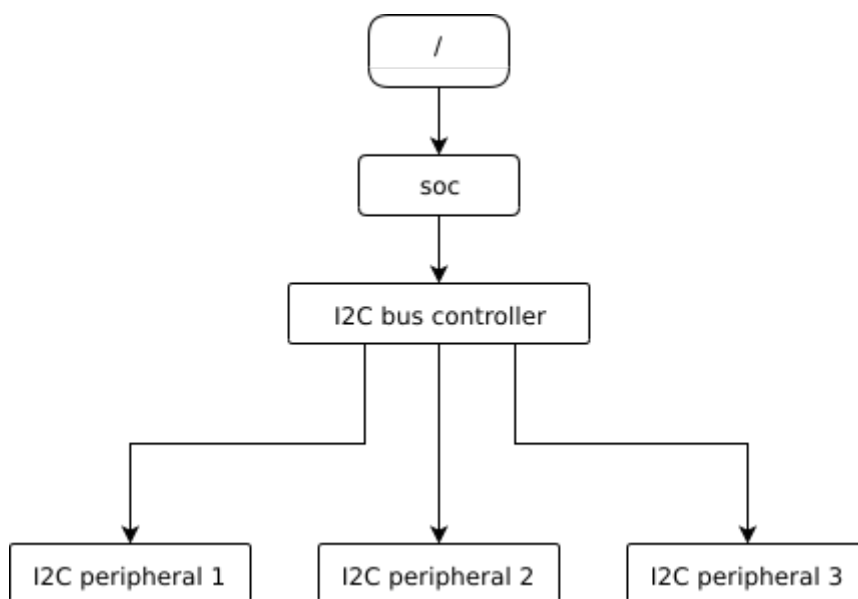 /
soc
I2C bus controller
I2C peripheral 1
I2C peripheral 2
I2C peripheral 3